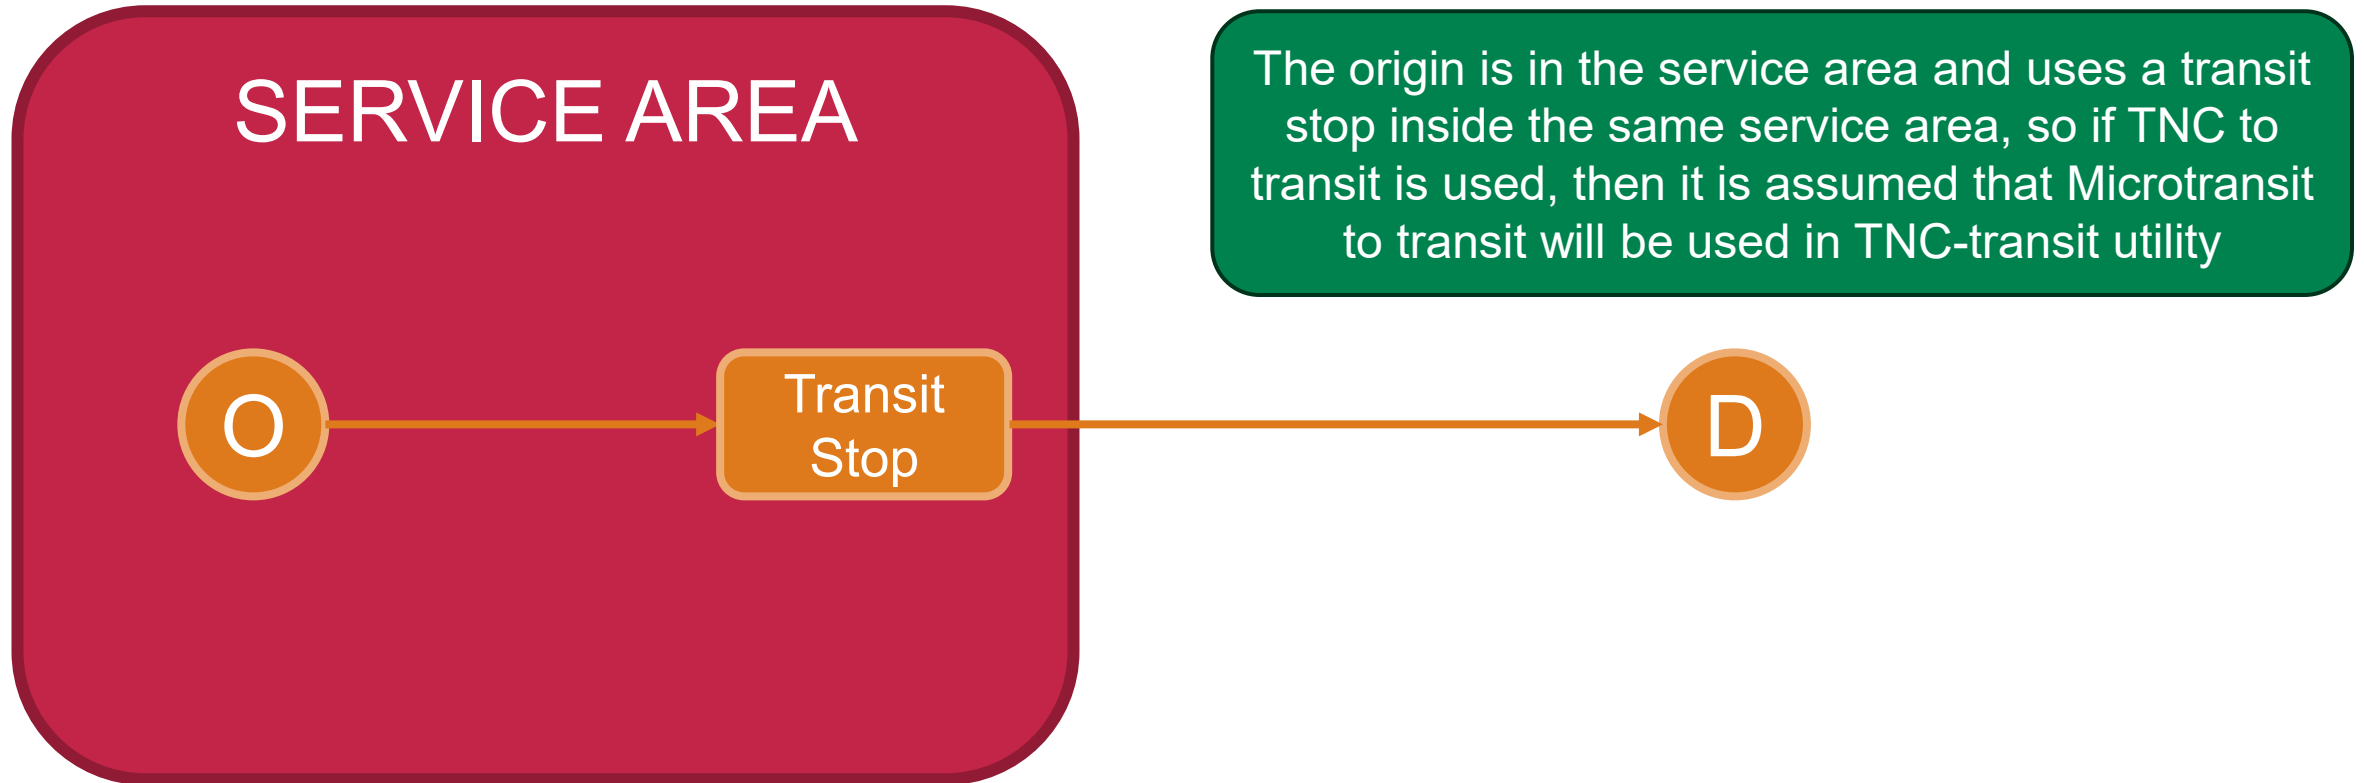 SERVICE AREA
The origin is in the service area and uses a transit
stop inside the same service area, so if TNC to
transit is used, then it is assumed that Microtransit
to transit will be used in TNC-transit utility
O
Transit
Stop
D